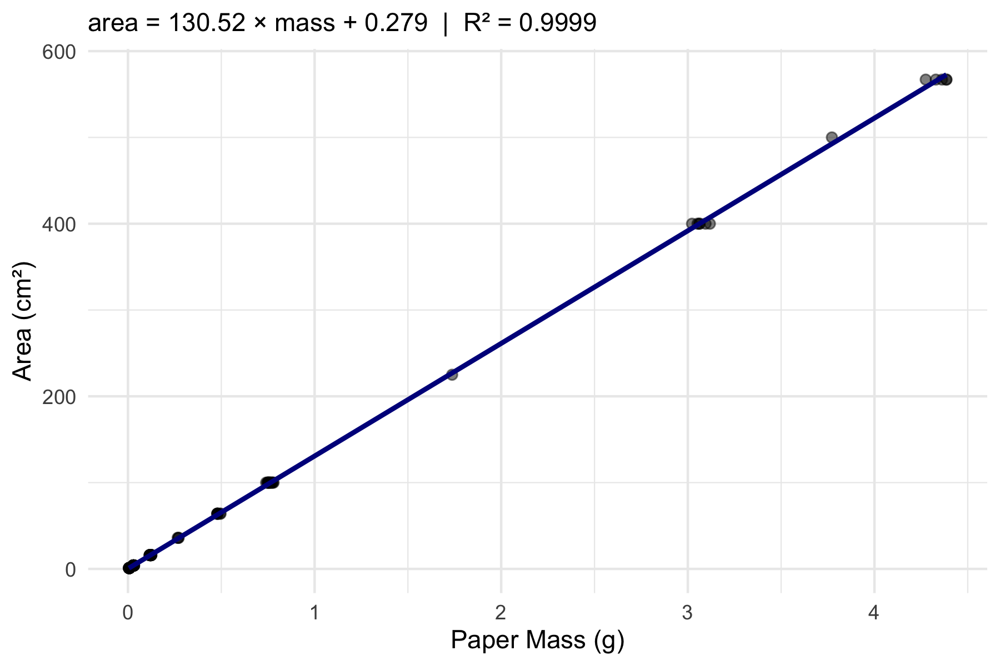 area = 130.52 × mass + 0.279 | R² = 0.9999
600
400
200
0
Area (cm²)
0 1 2 3 4
Paper Mass (g)